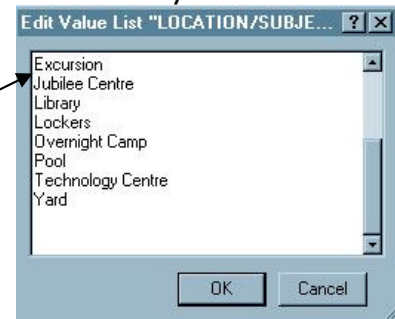 Edit Value List "LOCATION/SUBJE... ? ×
Excursion
Jubilee Centre
Library
Lockers
Overnight Camp
Pool
Technology Centre
Yard
OK Cancel